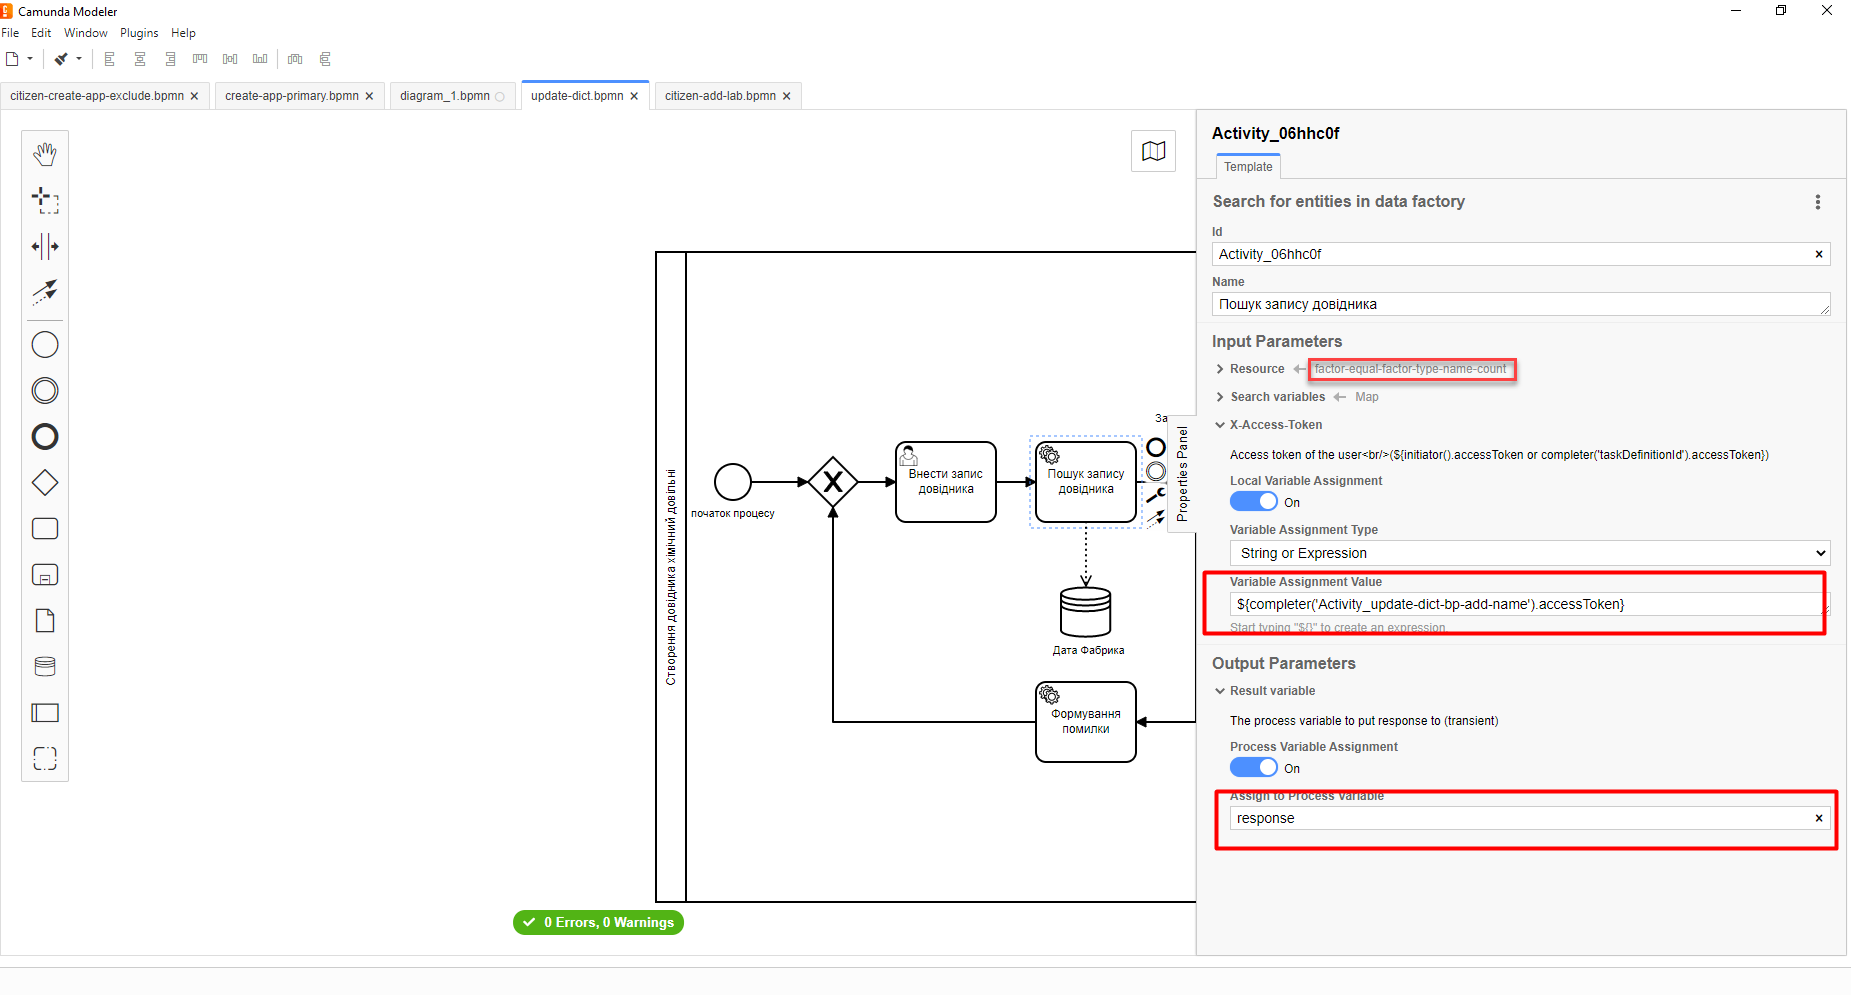 Camunda Modeler
File Edit Window Plugins Help
citizen-create-app-exclude.bpmn
create-app-primary.bpmn
diagram_1.bpmn
update-dict.bpmn
citizen-add-lab.bpmn
Створення довідника хімічний довільні
початок процесу
X
Внести запис
довідника
Пошук запису
довідника
За
Дата Фабрика
Формування
помилки
0 Errors, 0 Warnings
Properties Panel
Activity_06hhc0f
Template
Search for entities in data factory
Id
Activity_06hhc0f
Name
Пошук запису довідника
Input Parameters
Resource factor-equal-factor-type-name-count
Search variables Map
X-Access-Token
Access token of the user<br/>(${initiator().accessToken or completer('taskDefinitionId').accessToken})
Local Variable Assignment
On
Variable Assignment Type
String or Expression
Variable Assignment Value
${completer('Activity_update-dict-bp-add-name').accessToken}
Start typing "${}" to create an expression.
Output Parameters
Result variable
The process variable to put response to (transient)
Process Variable Assignment
On
Assign to Process Variable
response